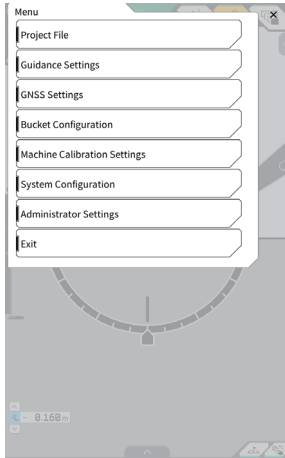 Menu
Project File
Guidance Settings
GNSS Settings
Bucket Configuration
Machine Calibration Settings
System Configuration
Administrator Settings
Exit
- 0.160 m